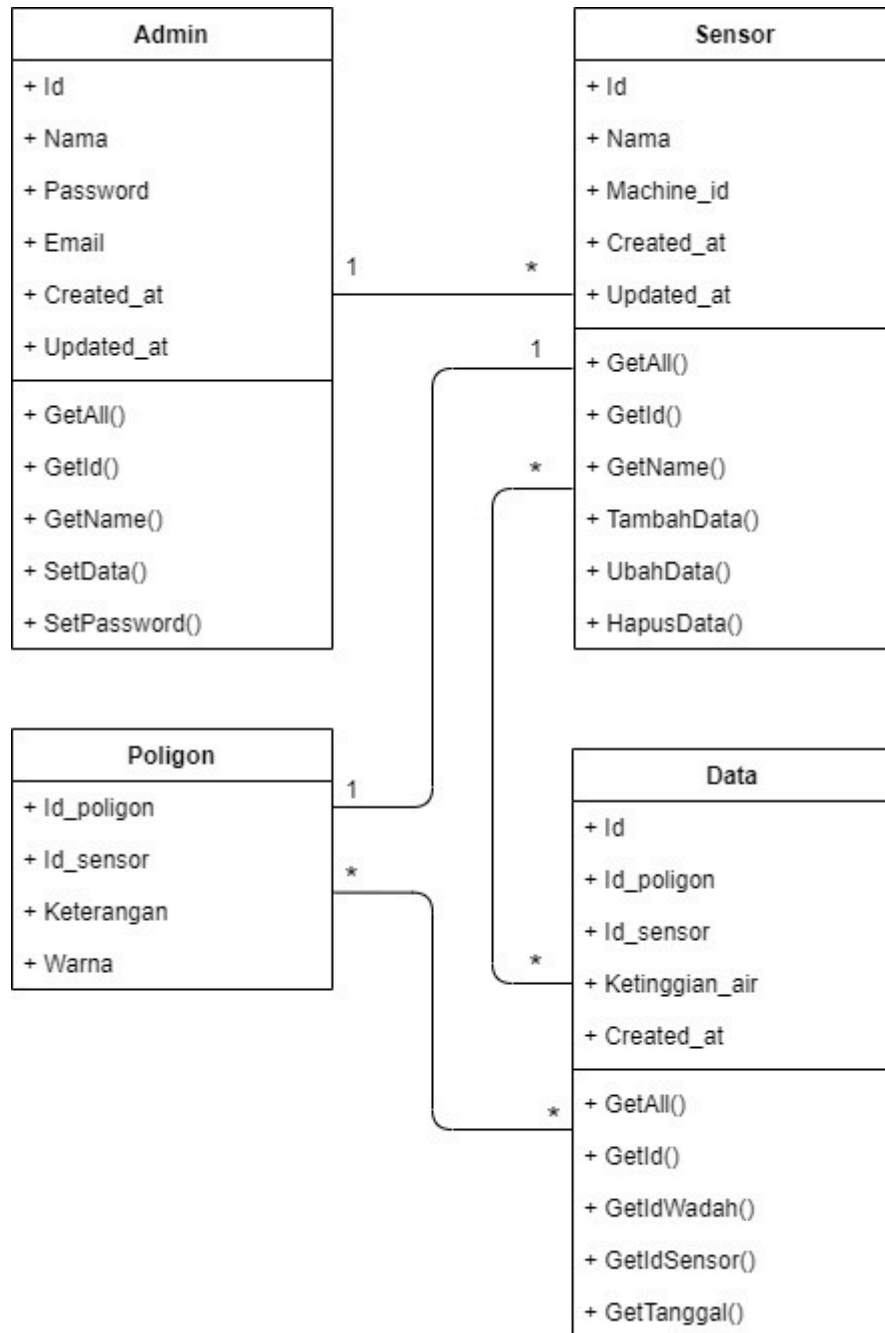 Admin
+ Id
+ Nama
+ Password
+ Email
+ Created_at
+ Updated_at
+ GetAll()
+ GetId()
+ GetName()
+ SetData()
+ SetPassword()
1
*
Sensor
+ Id
+ Nama
+ Machine_id
+ Created_at
+ Updated_at
+ GetAll()
+ GetId()
+ GetName()
+ TambahData()
+ UbahData()
+ HapusData()
1
*
Poligon
+ Id_poligon
+ Id_sensor
+ Keterangan
+ Warna
1
*
Data
+ Id
+ Id_poligon
+ Id_sensor
+ Ketinggian_air
+ Created_at
+ GetAll()
+ GetId()
+ GetIdWadah()
+ GetIdSensor()
+ GetTanggal()
*
*